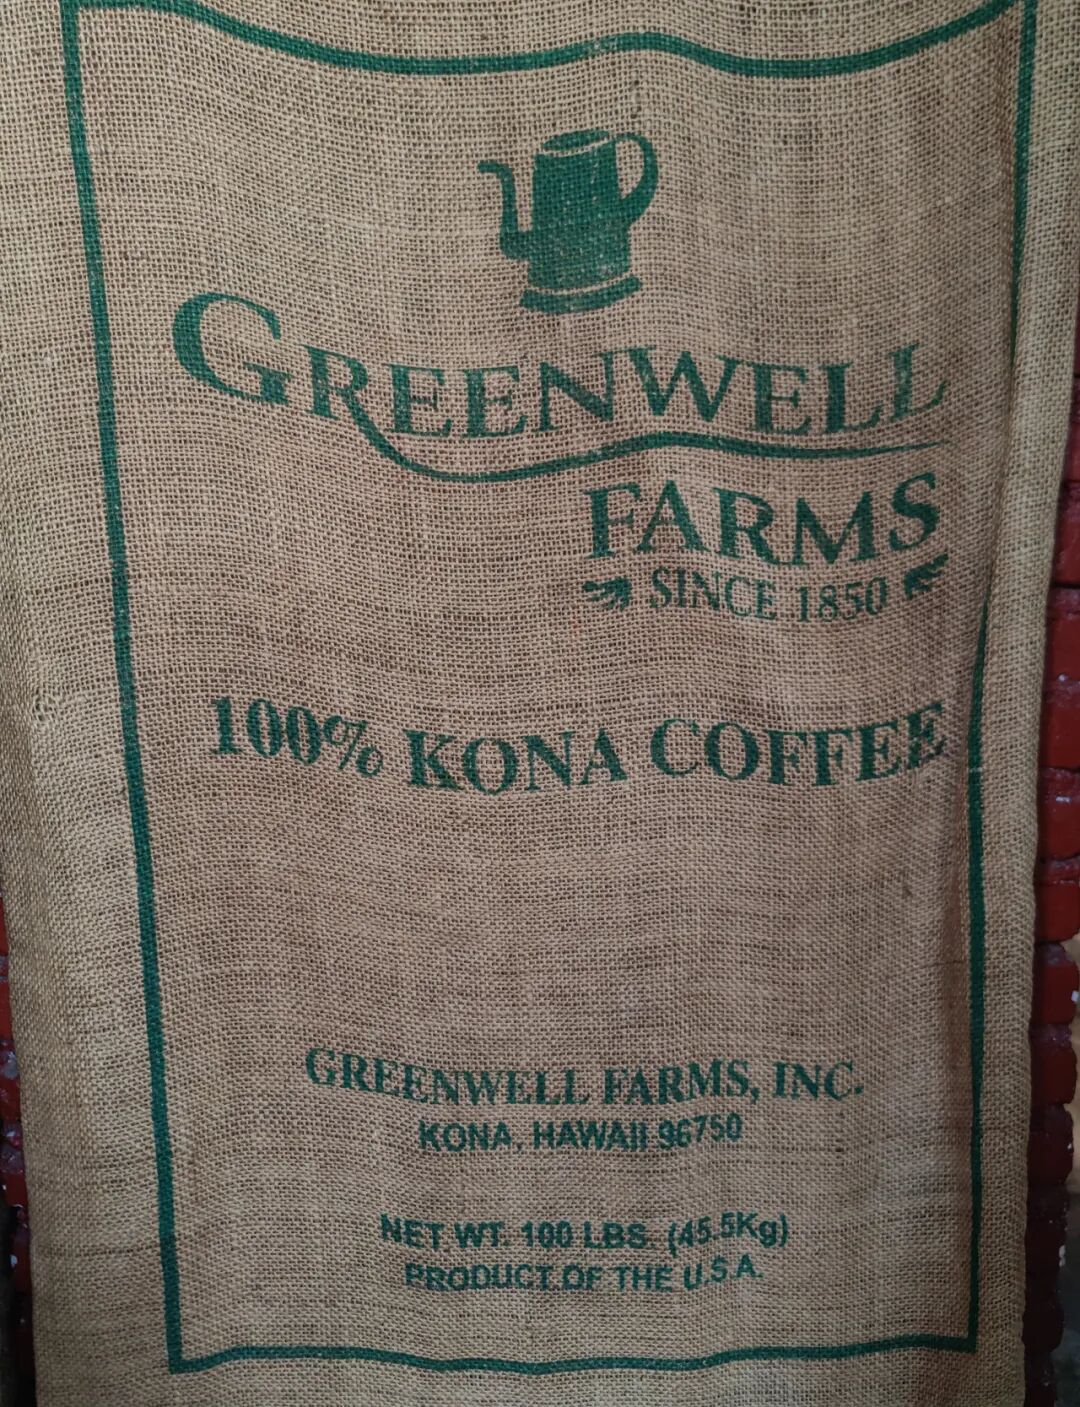 GREENWELL
FARMS
SINCE 1850
100% KONA COFFEE
GREENWELL FARMS, INC.
KONA, HAWAII 96750
NET WT. 100 LBS. (45.5Kg)
PRODUCT OF THE U.S.A.